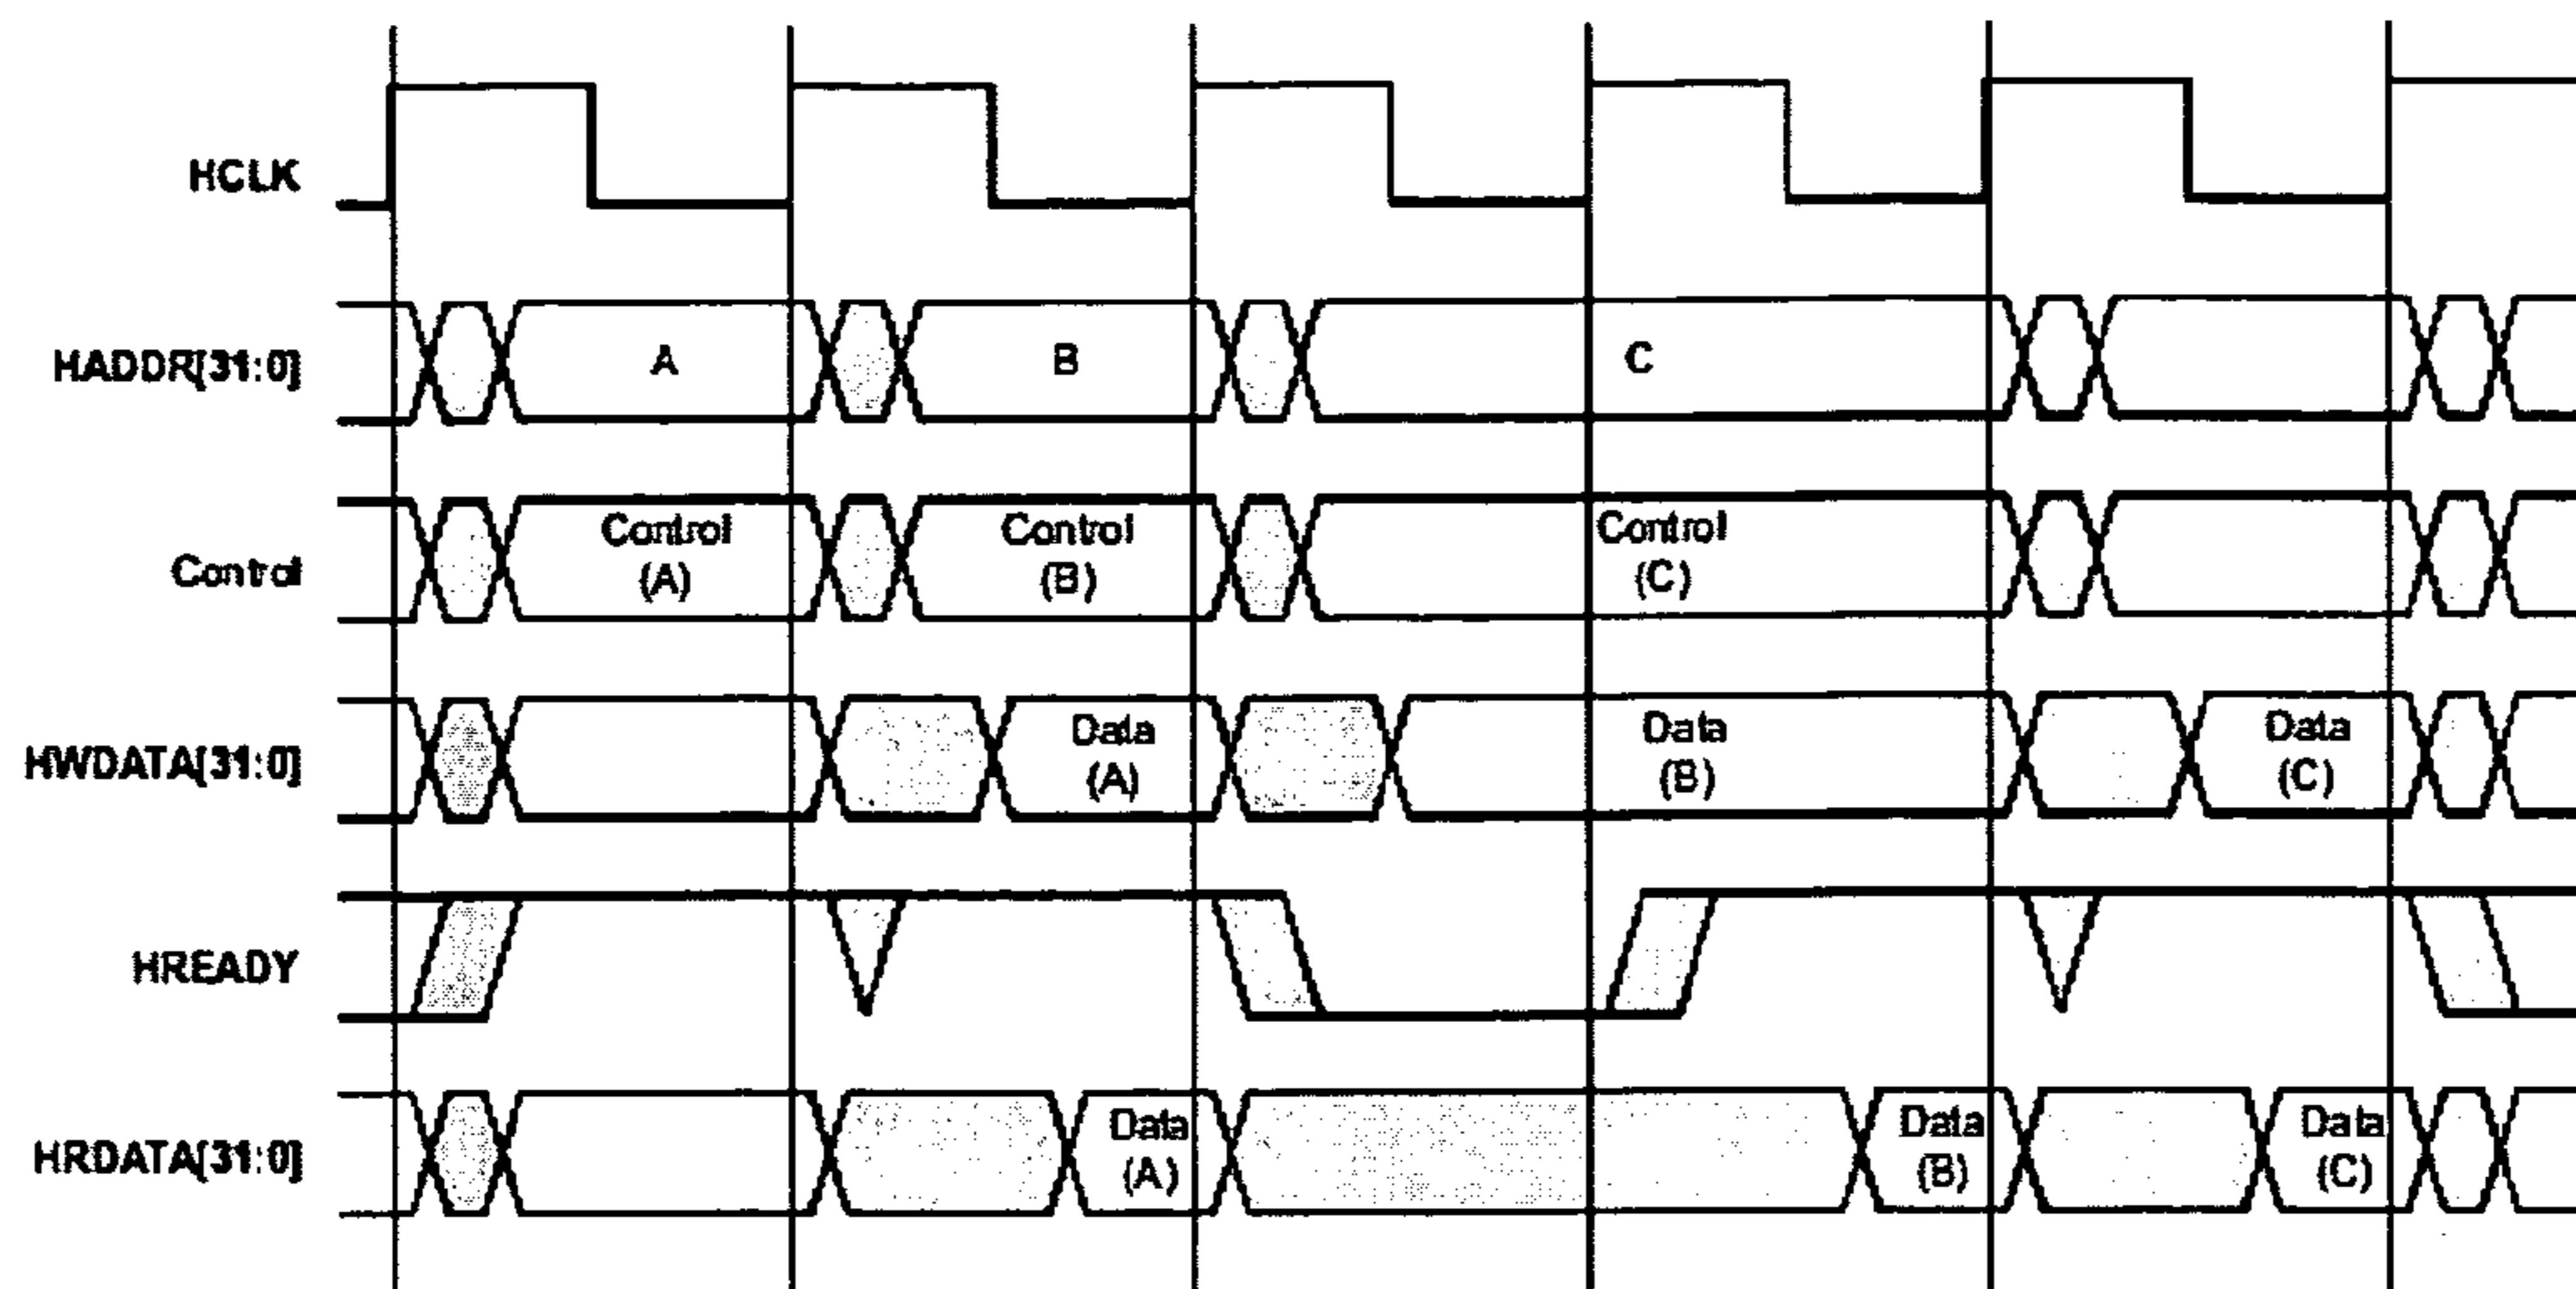 HCLK
HADDR[31:0]
A
B
C
Control
Control
(A)
Control
(B)
Control
(C)
HWDATA[31:0]
Data
(A)
Data
(B)
Data
(C)
HREADY
HRDATA[31:0]
Data
(A)
Data
(B)
Data
(C)